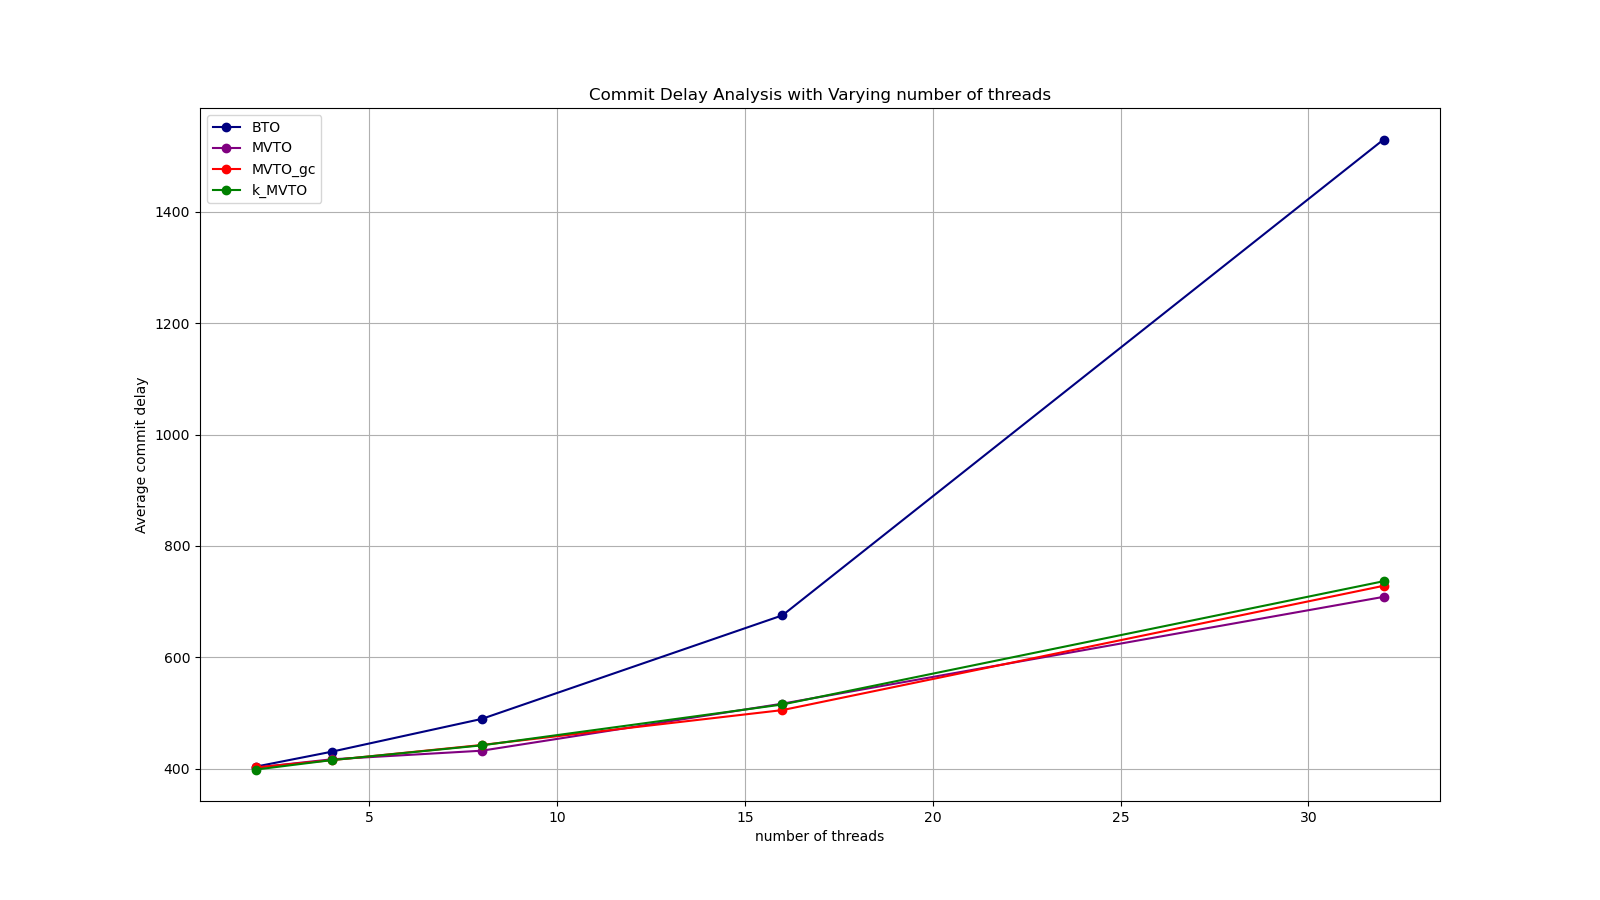 Commit Delay Analysis with Varying number of threads
BTO
MVTO
MVTO_gc
k_MVTO
1400
1200
1000
800
600
400
Average commit delay
5 10 15 20 25 30
number of threads